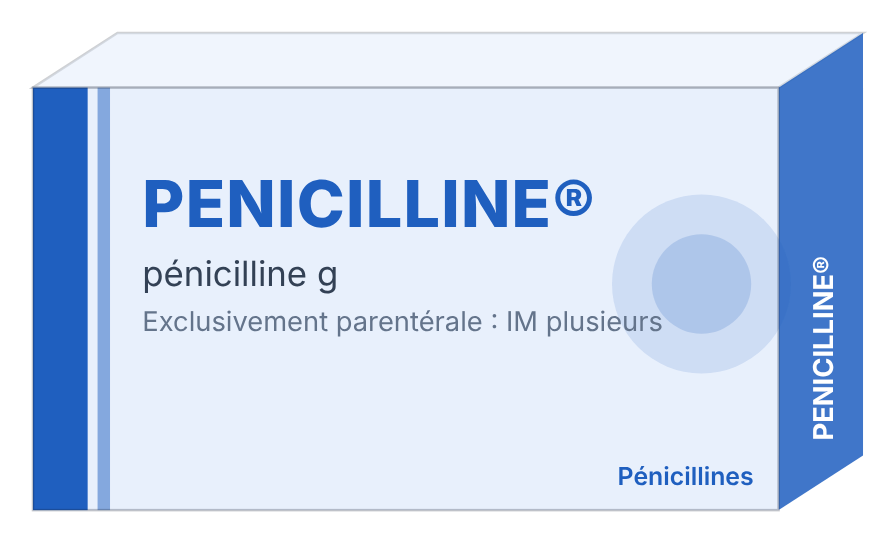 PENICILLINE®
pénicilline g
Exclusivement parentérale : IM plusieurs
Pénicillines
PENICILLINE®